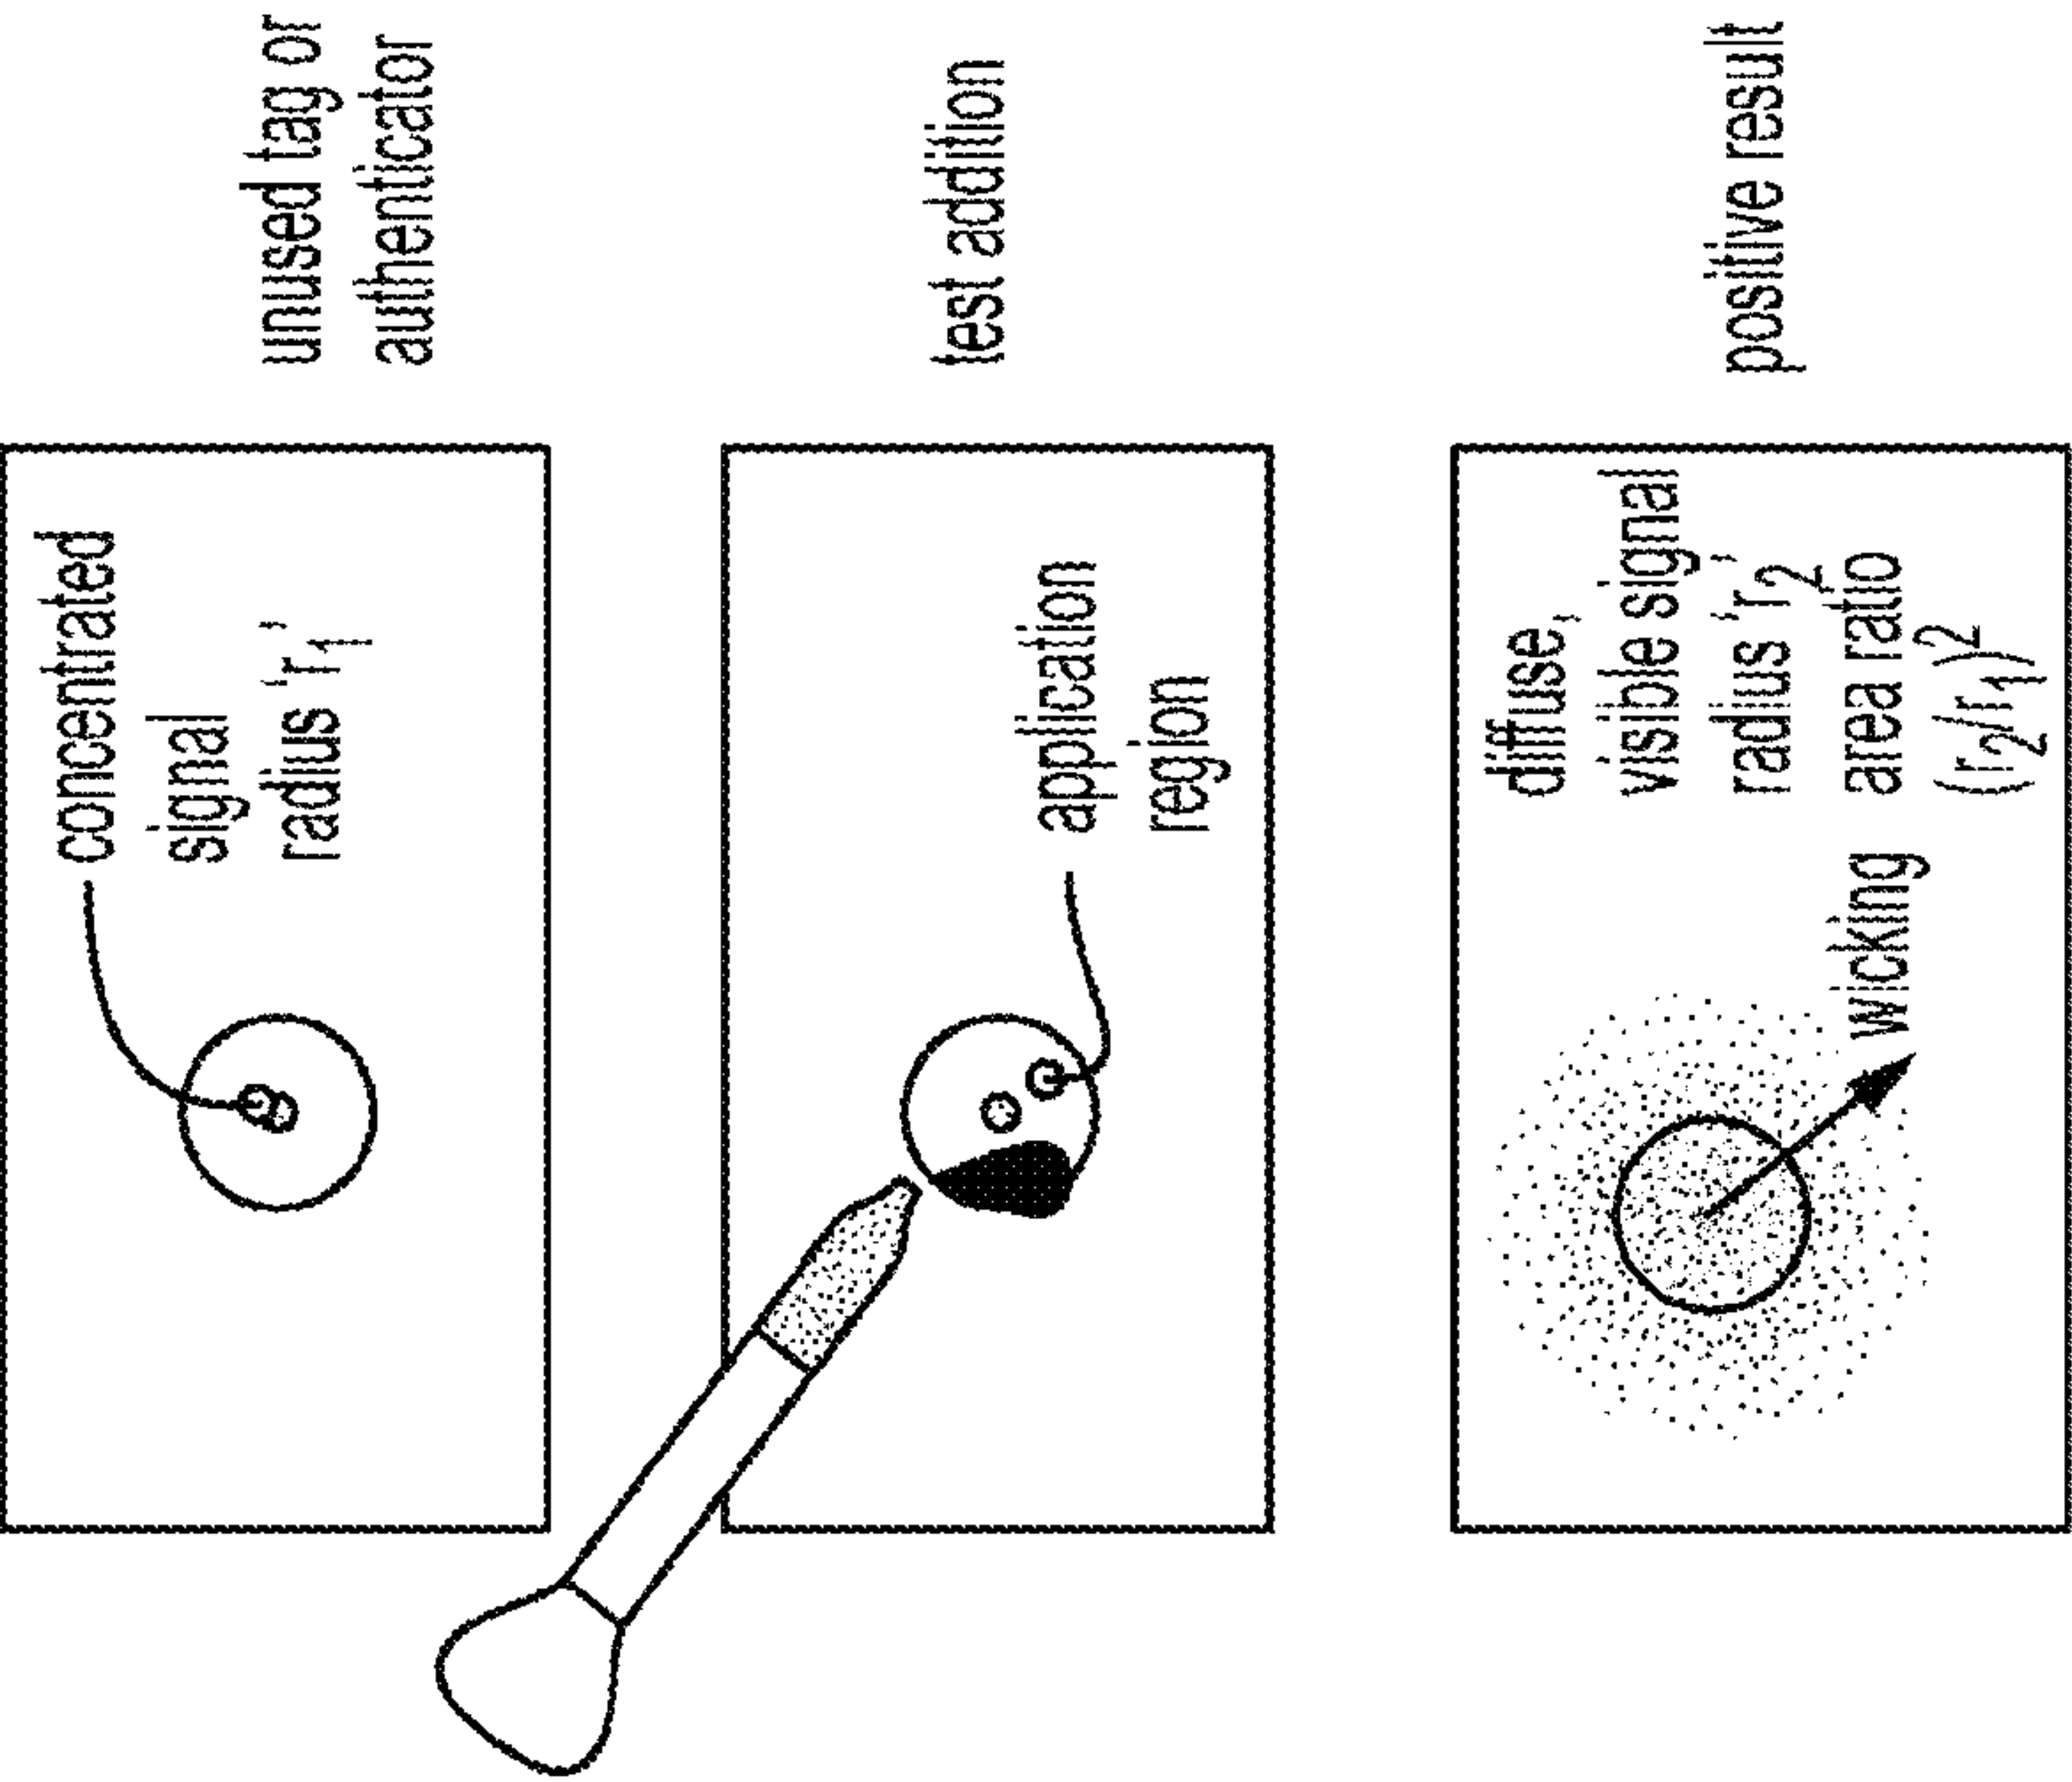 concentrated
signal
radius 'r₁'
unused tag or
authenticator
application
region
test addition
diffuse,
visible signal
radius 'r₂'
area ratio
(r₂/r₁)²
wicking
positive result